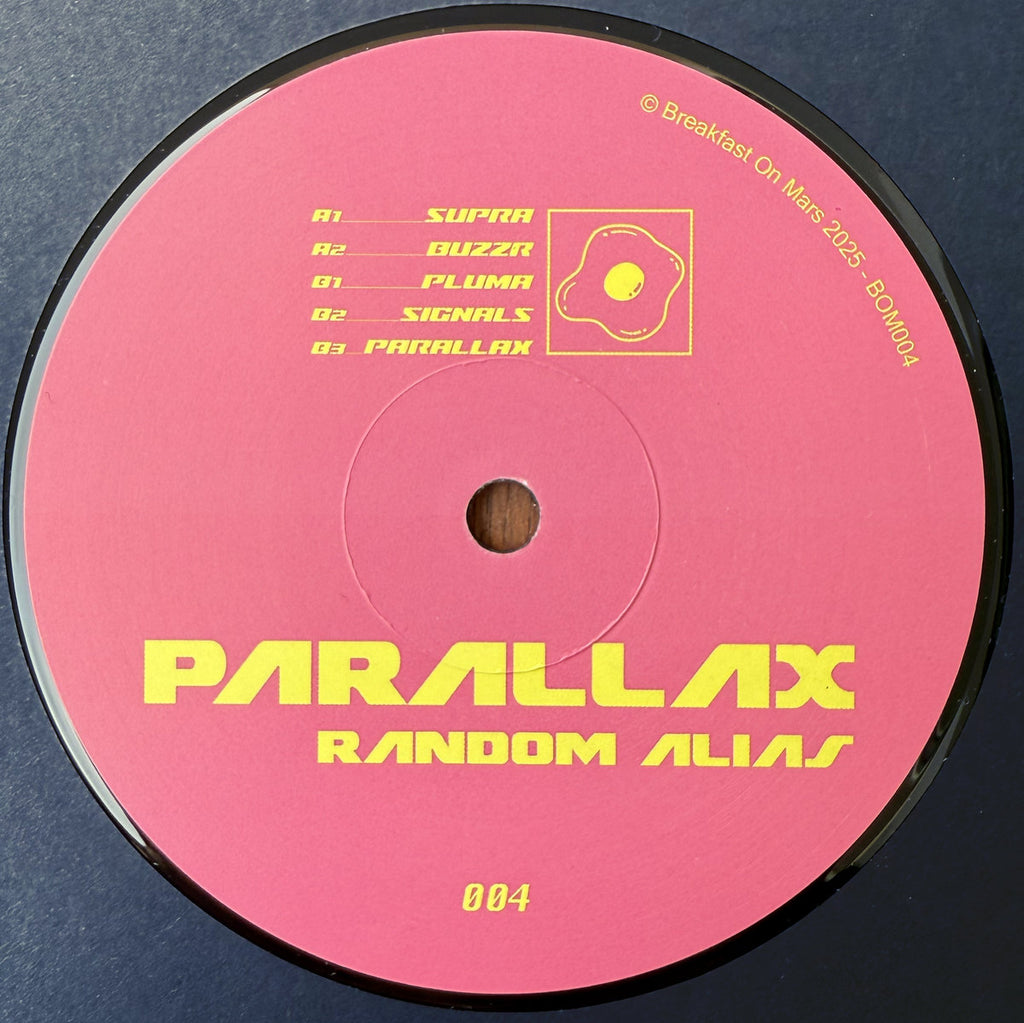 © Breakfast On Mars 2025 - BOM004
A1 SUPRA
A2 BUZZR
B1 PLUMA
B2 SIGNALS
B3 PARALLAX
PARALLAX
RANDOM ALIAS
004